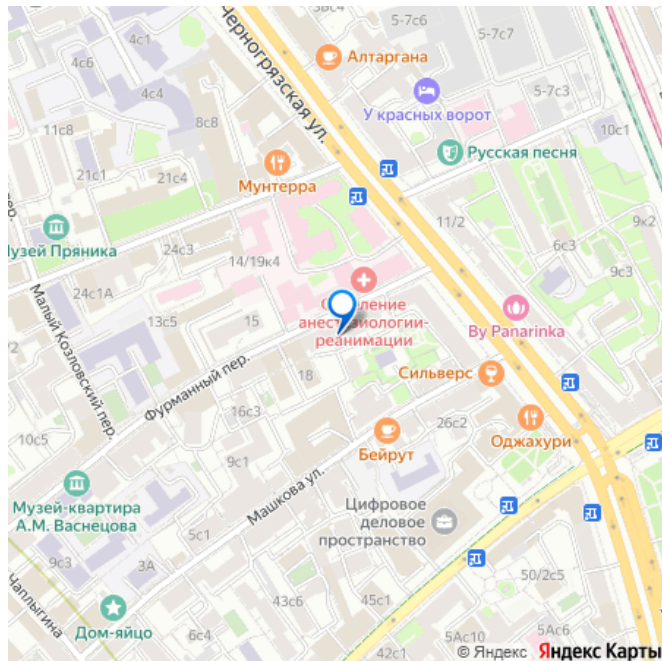 3Вс4
5-7с6
5-7с7
4с1
Алтаргана
4с6
Черногрязская ул.
4с4
У красных ворот
5-7с3
11с8
8с8
10с1
Русская песня
21с1
21с4
Мунтерра
пер.
11/2
9к2
Музей Пряника
24с3
6с3
14/19к4
9с3
24с1А
Отделение
анестезиологии-
реанимации
13с5
15
By Panarinka
Малый Козловский пер.
Фурманный пер.
18
Сильверс
16с3
26с2
Оджахури
10с5
Бейрут
9с1
Музей-квартира
А.М. Васнецова
Машкова ул.
Цифровое
деловое
пространство
5с1
9с3
3А
50/2с5
Чаплыгина
43с6
45с1
Дом-яйцо
6с4
5Ас10
5Ас6
42с1
© Яндекс Яндекс Карты